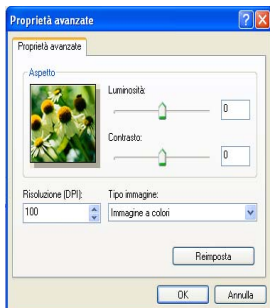 Proprietà avanzate
Proprietà avanzate
Aspetto
Luminosità:
0
Contrasto:
0
Risoluzione (DPI): Tipo immagine:
100 Immagine a colori
Reimposta
OK Annulla